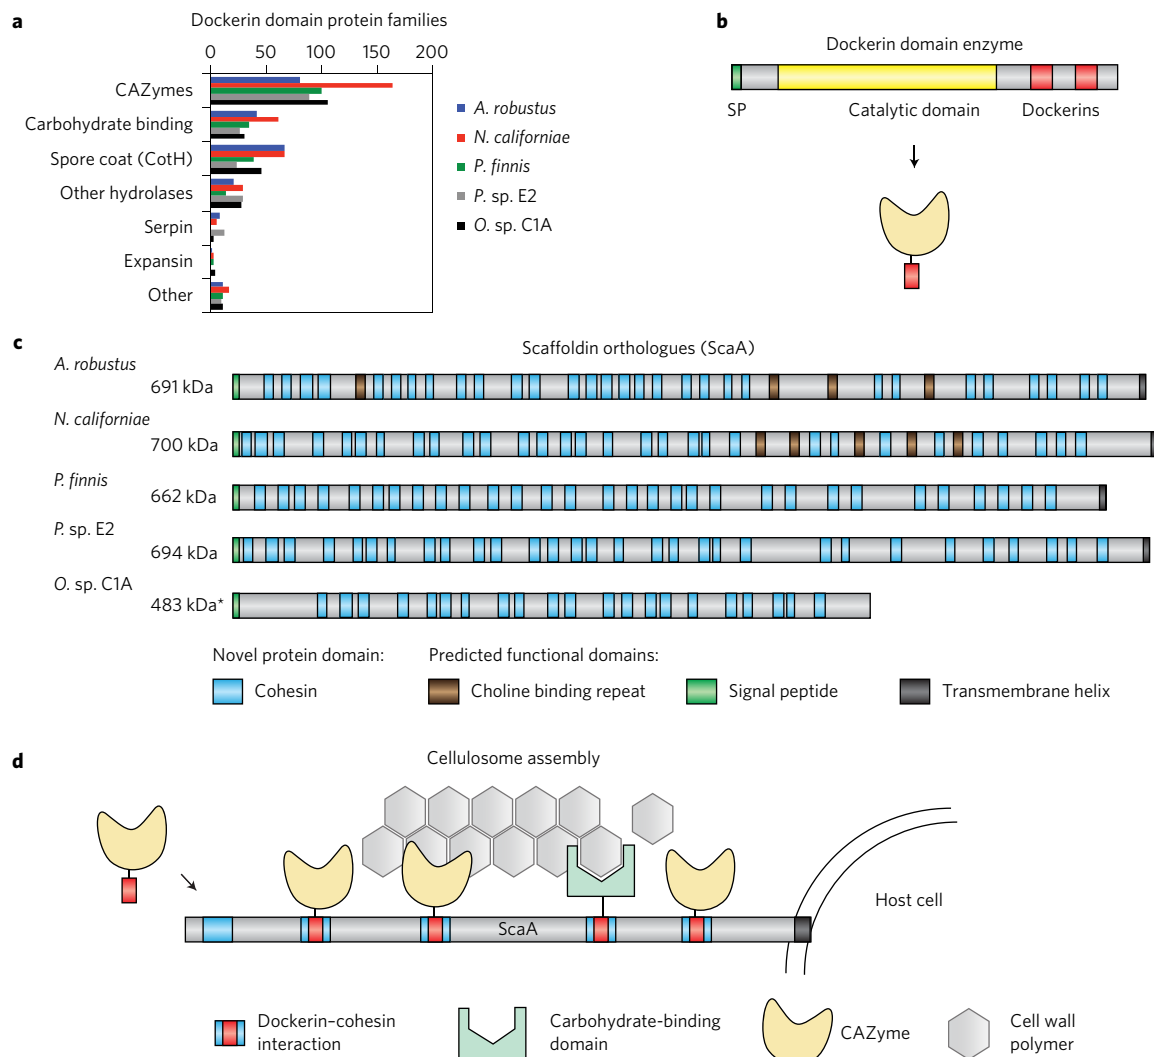 a
Dockerin domain protein families
0 50 100 150 200
CAZymes
Carbohydrate binding
Spore coat (CotH)
Other hydrolases
Serpin
Expansin
Other
A. robustus
N. californiae
P. finnis
P. sp. E2
O. sp. C1A
b
Dockerin domain enzyme
SP Catalytic domain Dockerins
c
Scaffoldin orthologues (ScaA)
A. robustus
691 kDa
N. californiae
700 kDa
P. finnis
662 kDa
P. sp. E2
694 kDa
O. sp. C1A
483 kDa*
Novel protein domain: Predicted functional domains:
Cohesin Choline binding repeat Signal peptide Transmembrane helix
d
Cellulosome assembly
Host cell
ScaA
Dockerin–cohesin
interaction
Carbohydrate-binding
domain
CAZyme
Cell wall
polymer